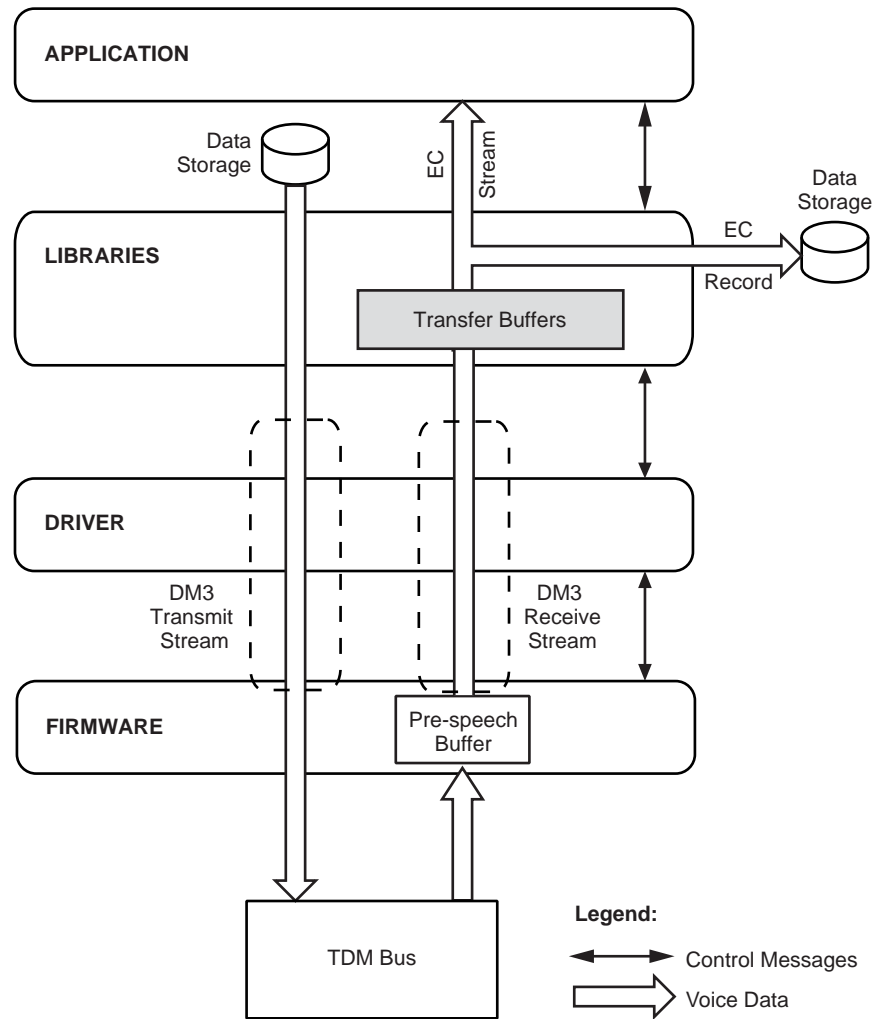 APPLICATION
Data
Storage
EC
Stream
Data
Storage
LIBRARIES
EC
Record
Transfer Buffers
DRIVER
DM3
Transmit
Stream
DM3
Receive
Stream
FIRMWARE
Pre-speech
Buffer
TDM Bus
Legend:
Control Messages
Voice Data